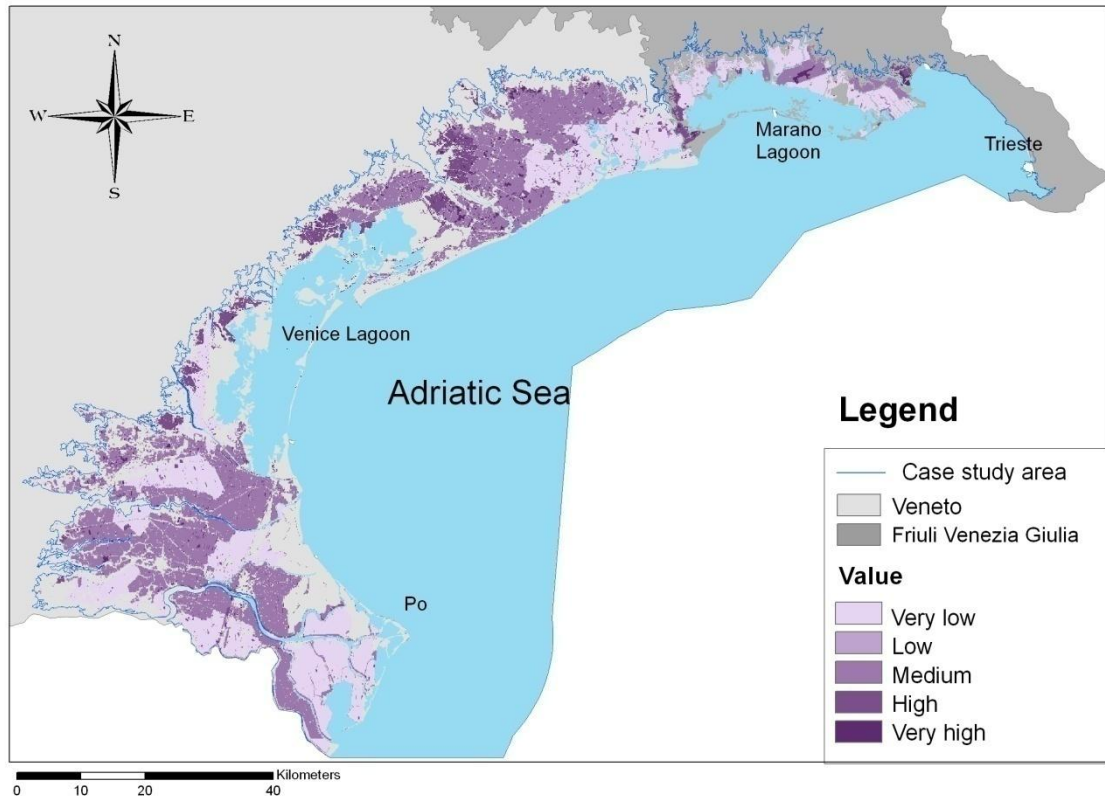 N
W E
S
Marano
Lagoon
Trieste
Venice Lagoon
Adriatic Sea
Po
Legend
Case study area
Veneto
Friuli Venezia Giulia
Value
Very low
Low
Medium
High
Very high
Kilometers
0 10 20 40